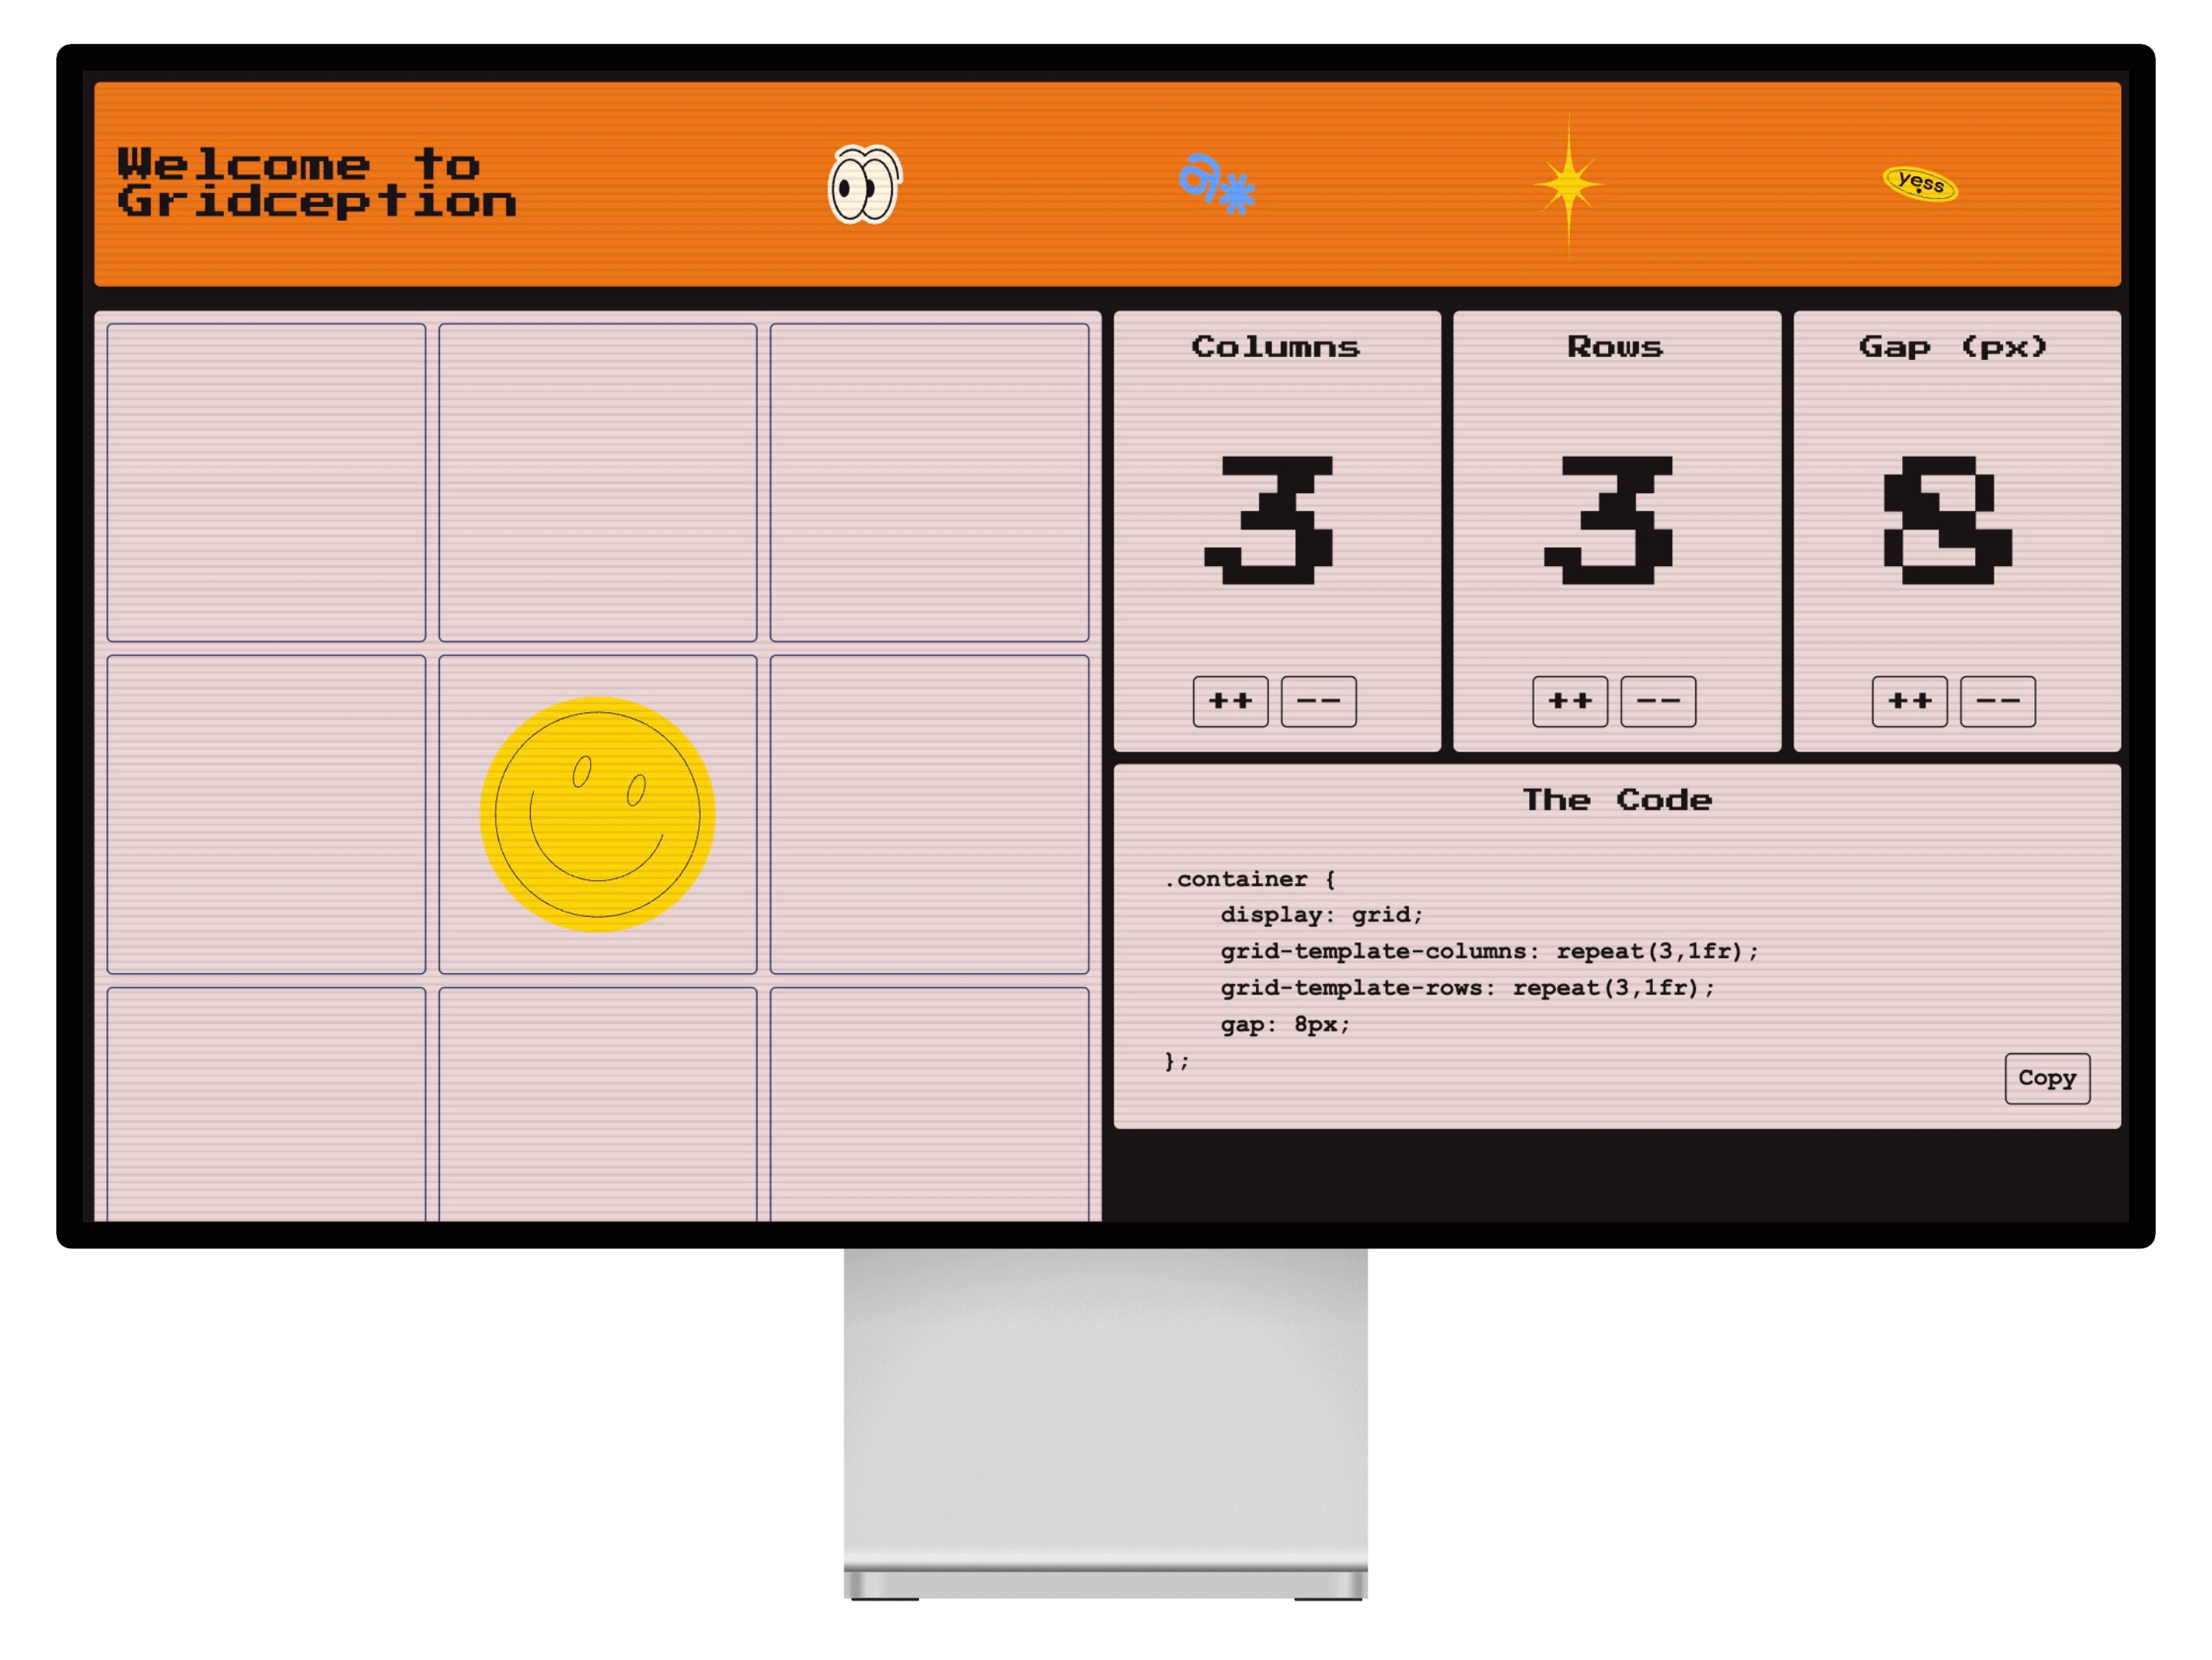 Welcome to
Gridception
a*
yess
Columns
Rows
Gap (px)
3
3
8
++
--
++
--
++
--
The Code
.container {
display: grid;
grid-template-columns: repeat(3,1fr);
grid-template-rows: repeat(3,1fr);
gap: 8px;
};
Copy